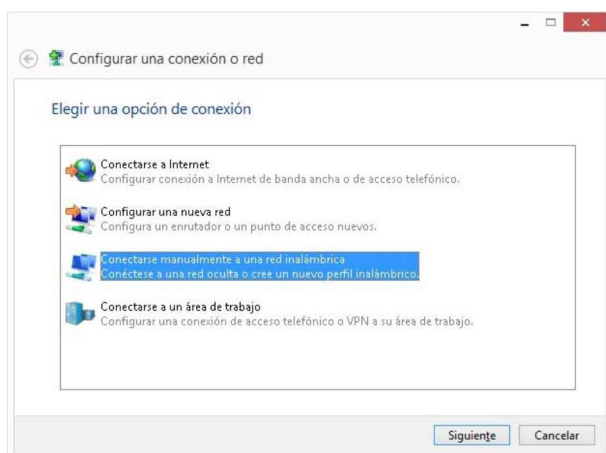 Configurar una conexión o red
Elegir una opción de conexión
Conectarse a Internet
Configurar conexión a Internet de banda ancha o de acceso telefónico.
Configurar una nueva red
Configura un enrutador o un punto de acceso nuevos.
Conectarse manualmente a una red inalámbrica
Conéctese a una red oculta o cree un nuevo perfil inalámbrico.
Conectarse a un área de trabajo
Configurar una conexión de acceso telefónico o VPN a su área de trabajo.
Siguiente Cancelar